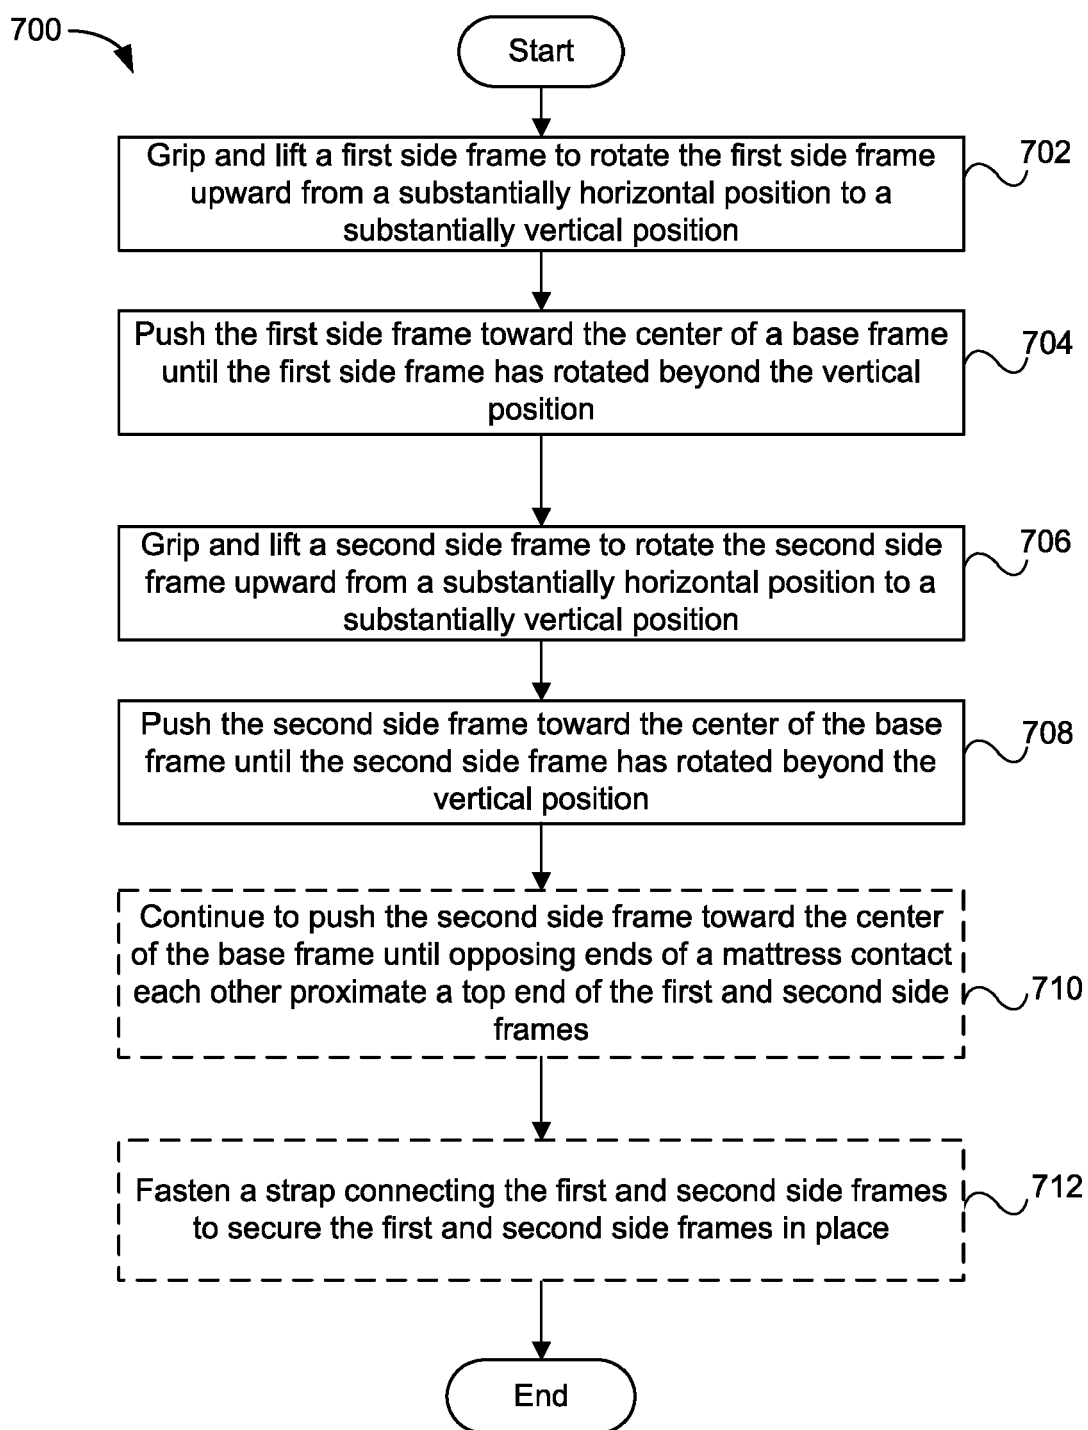 700
Start
Grip and lift a first side frame to rotate the first side frame
upward from a substantially horizontal position to a
substantially vertical position
702
Push the first side frame toward the center of a base frame
until the first side frame has rotated beyond the vertical
position
704
Grip and lift a second side frame to rotate the second side
frame upward from a substantially horizontal position to a
substantially vertical position
706
Push the second side frame toward the center of the base
frame until the second side frame has rotated beyond the
vertical position
708
Continue to push the second side frame toward the center
of the base frame until opposing ends of a mattress contact
each other proximate a top end of the first and second side
frames
710
Fasten a strap connecting the first and second side frames
to secure the first and second side frames in place
712
End